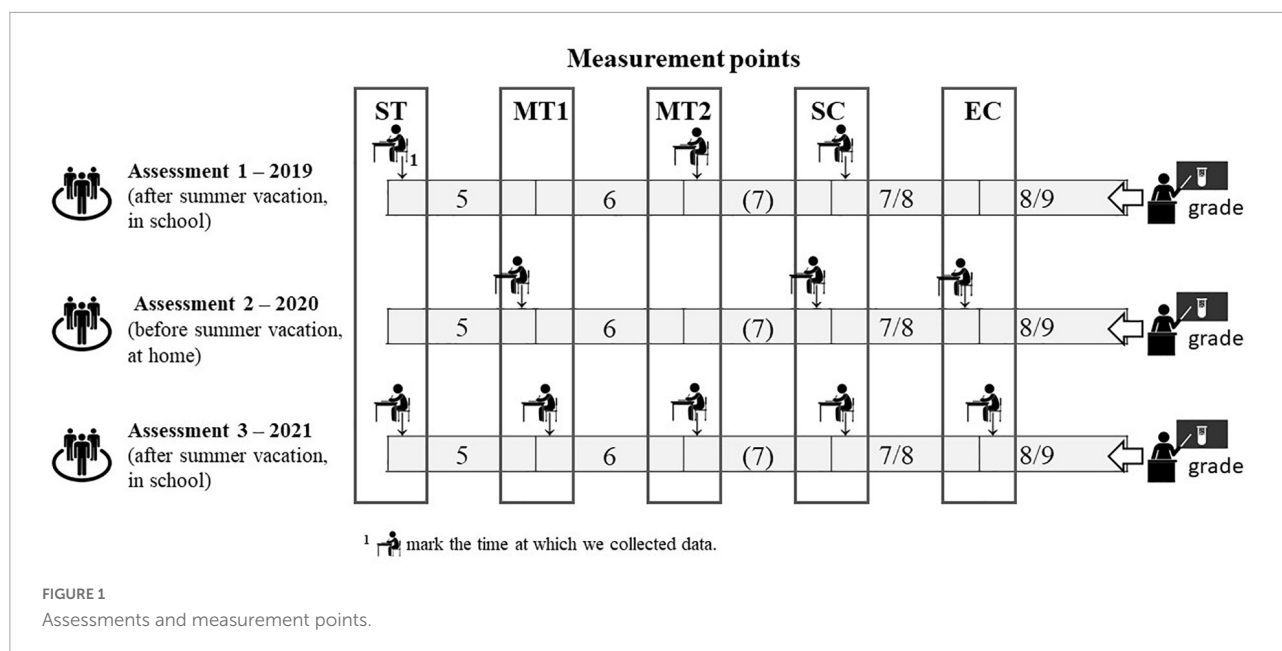 Measurement points
ST MT1 MT2 SC EC
1
Assessment 1 – 2019
(after summer vacation,
in school)
5 6 (7) 7/8 8/9
grade
Assessment 2 – 2020
(before summer vacation,
at home)
5 6 (7) 7/8 8/9
grade
Assessment 3 – 2021
(after summer vacation,
in school)
5 6 (7) 7/8 8/9
grade
1 mark the time at which we collected data.
FIGURE 1
Assessments and measurement points.